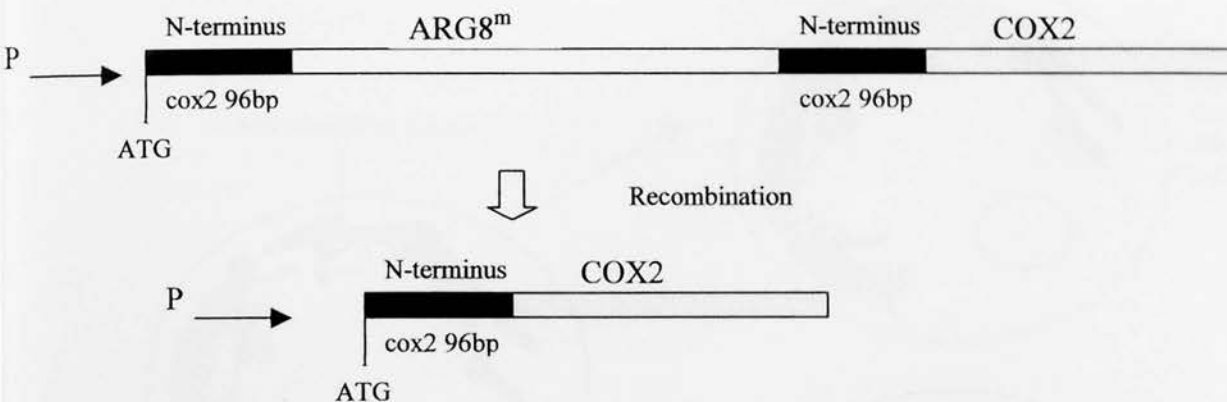 N-terminus ARG8ᵐ N-terminus COX2
P
cox2 96bp cox2 96bp
ATG
Recombination
N-terminus COX2
P
cox2 96bp
ATG